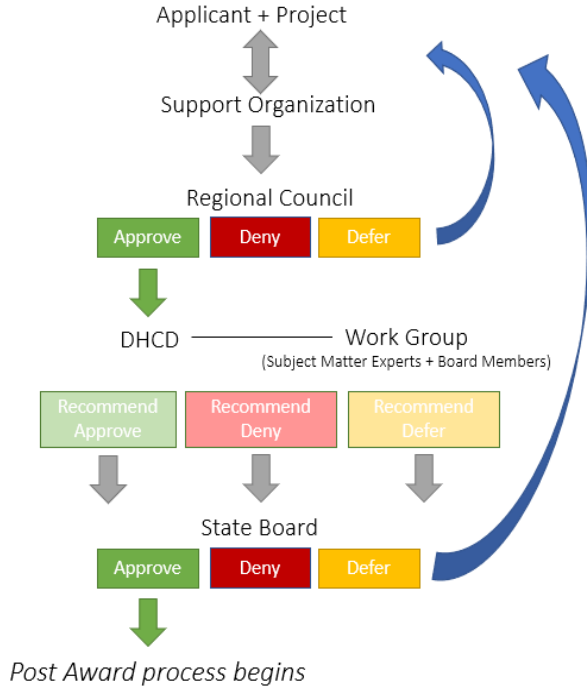 Applicant + Project
Support Organization
Regional Council
Approve Deny Defer
DHCD Work Group
(Subject Matter Experts + Board Members)
Recommend Approve
Recommend Deny
Recommend Defer
State Board
Approve Deny Defer
Post Award process begins